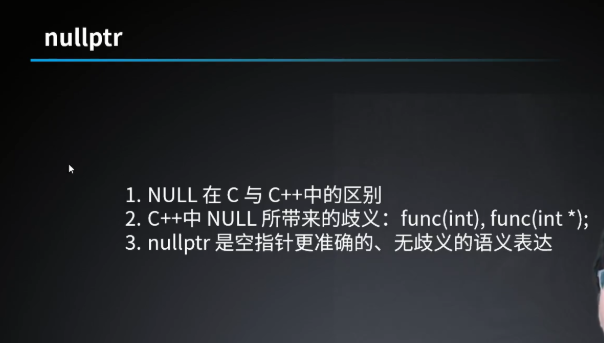 nullptr
1. NULL 在 C 与 C++中的区别
2. C++中 NULL 所带来的歧义：func(int), func(int *);
3. nullptr 是空指针更准确的、无歧义的语义表达